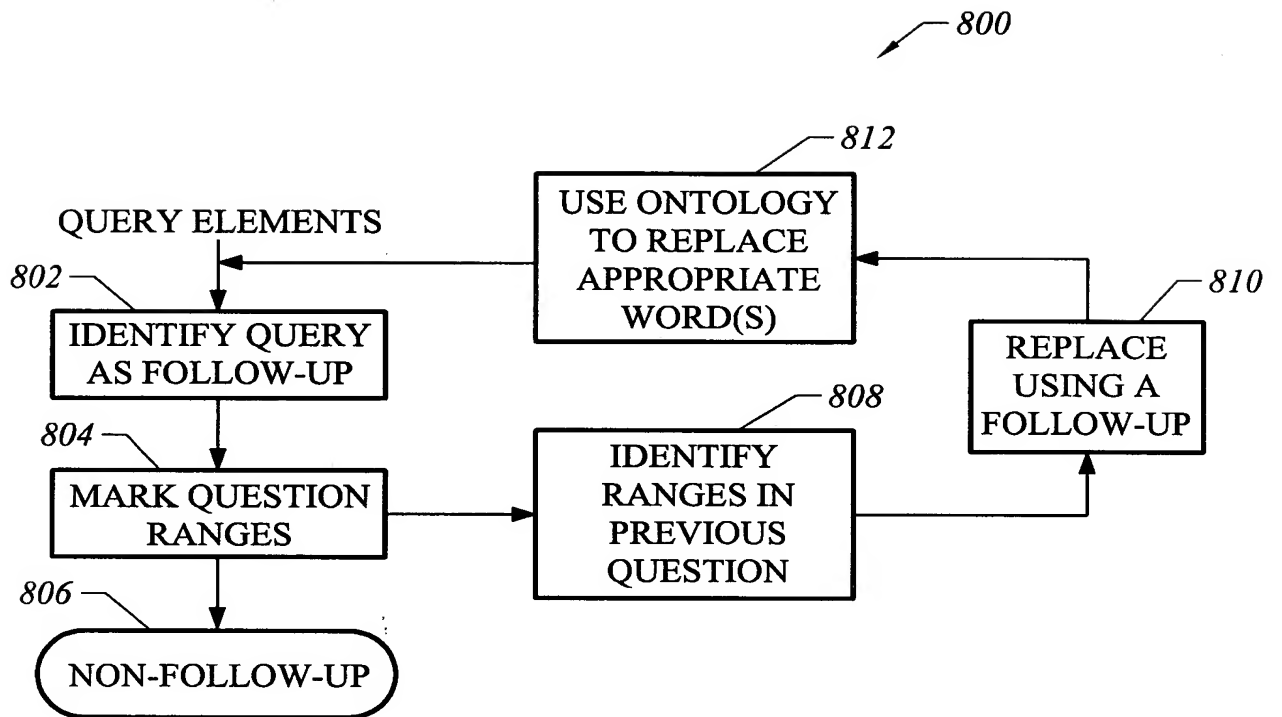 800
812
USE ONTOLOGY
TO REPLACE
APPROPRIATE
WORD(S)
QUERY ELEMENTS
802
IDENTIFY QUERY
AS FOLLOW-UP
810
REPLACE
USING A
FOLLOW-UP
804
MARK QUESTION
RANGES
808
IDENTIFY
RANGES IN
PREVIOUS
QUESTION
806
NON-FOLLOW-UP